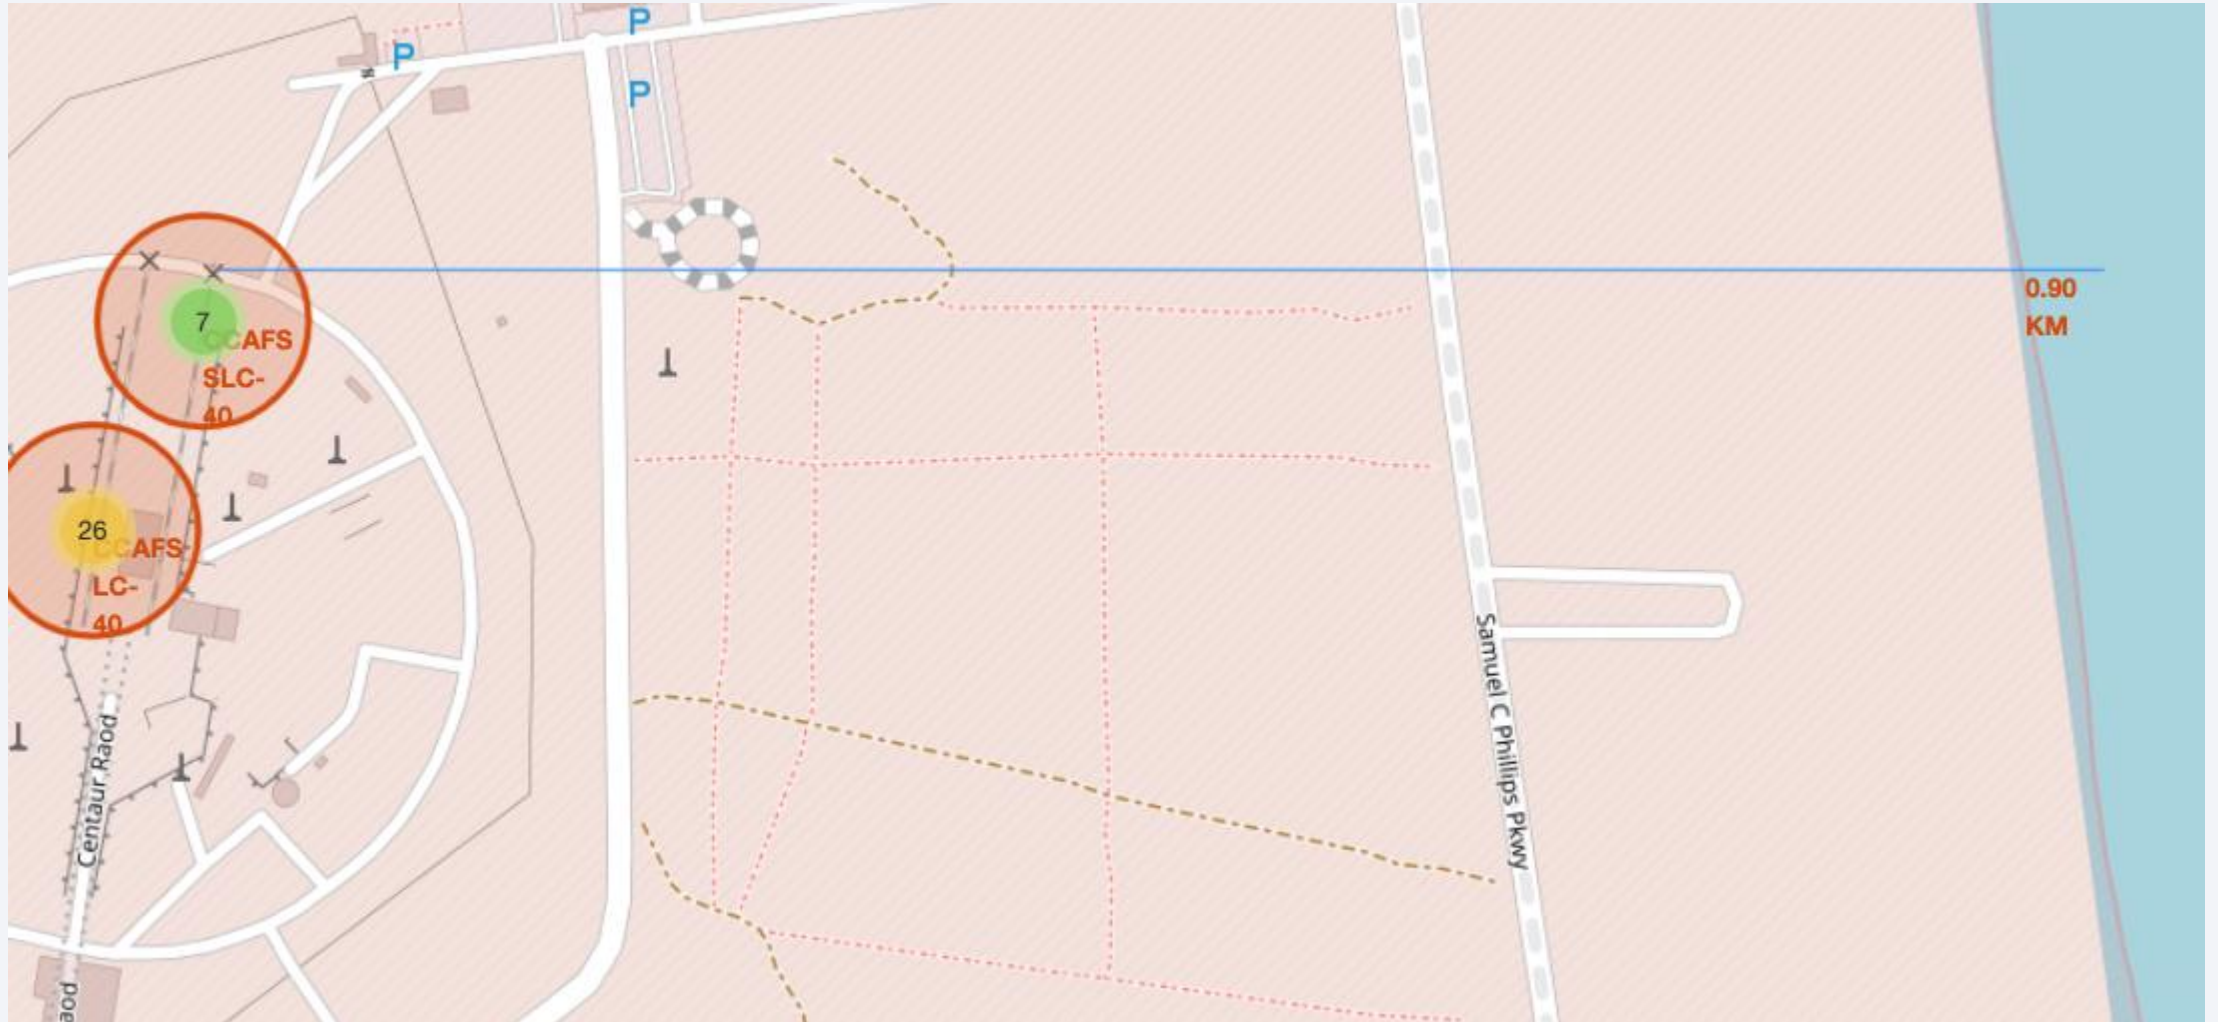 P
P
P
7
CCAFS
SLC-
40
0.90
KM
26
CCAFS
LC-
40
Samuel C Phillips Pkwy
Centaur Raod